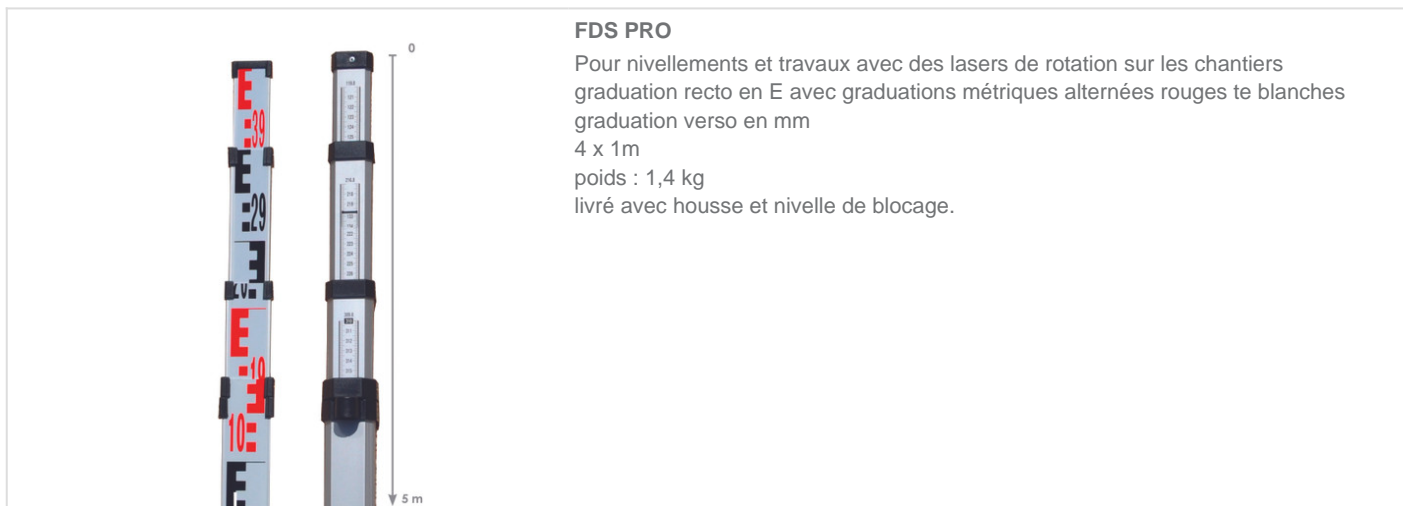 FDS PRO
Pour nivellements et travaux avec des lasers de rotation sur les chantiers
graduation recto en E avec graduations métriques alternées rouges te blanches
graduation verso en mm
4 x 1m
poids : 1,4 kg
livré avec housse et nivelle de blocage.
0
5 m
E
39
E
29
E
20
E
19
10
E